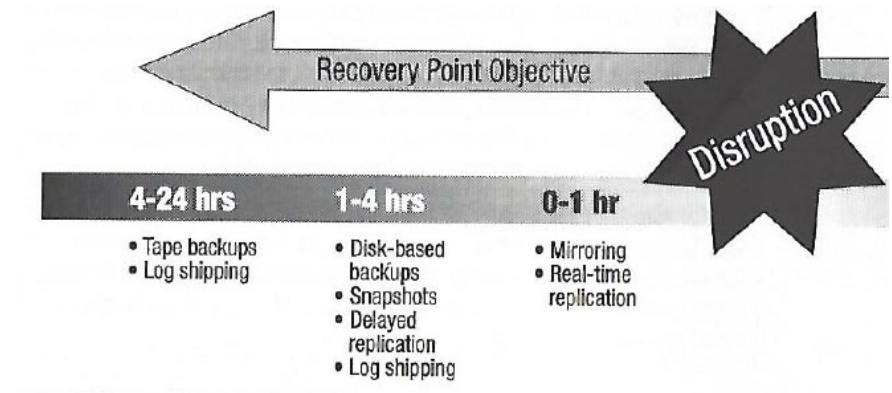 Recovery Point Objective
Disruption
4-24 hrs
• Tape backups
• Log shipping
1-4 hrs
• Disk-based
backups
• Snapshots
• Delayed
replication
• Log shipping
0-1 hr
• Mirroring
• Real-time
replication